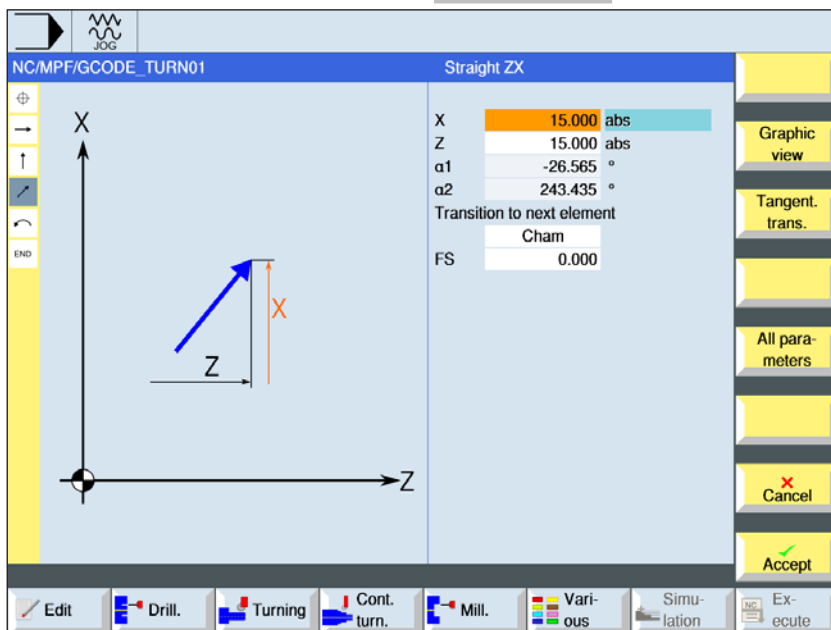 JOG
NC/MPF/GCODE_TURN01
Straight ZX
X
Z
X
Z
END
X 15.000 abs
Z 15.000 abs
α1 -26.565 °
α2 243.435 °
Transition to next element
Cham
FS 0.000
Graphic
view
Tangent.
trans.
All para-
meters
Cancel
Accept
Edit
Drill.
Turning
Cont.
turn.
Mill.
Vari-
ous
Simu-
lation
NC
Ex-
ecute